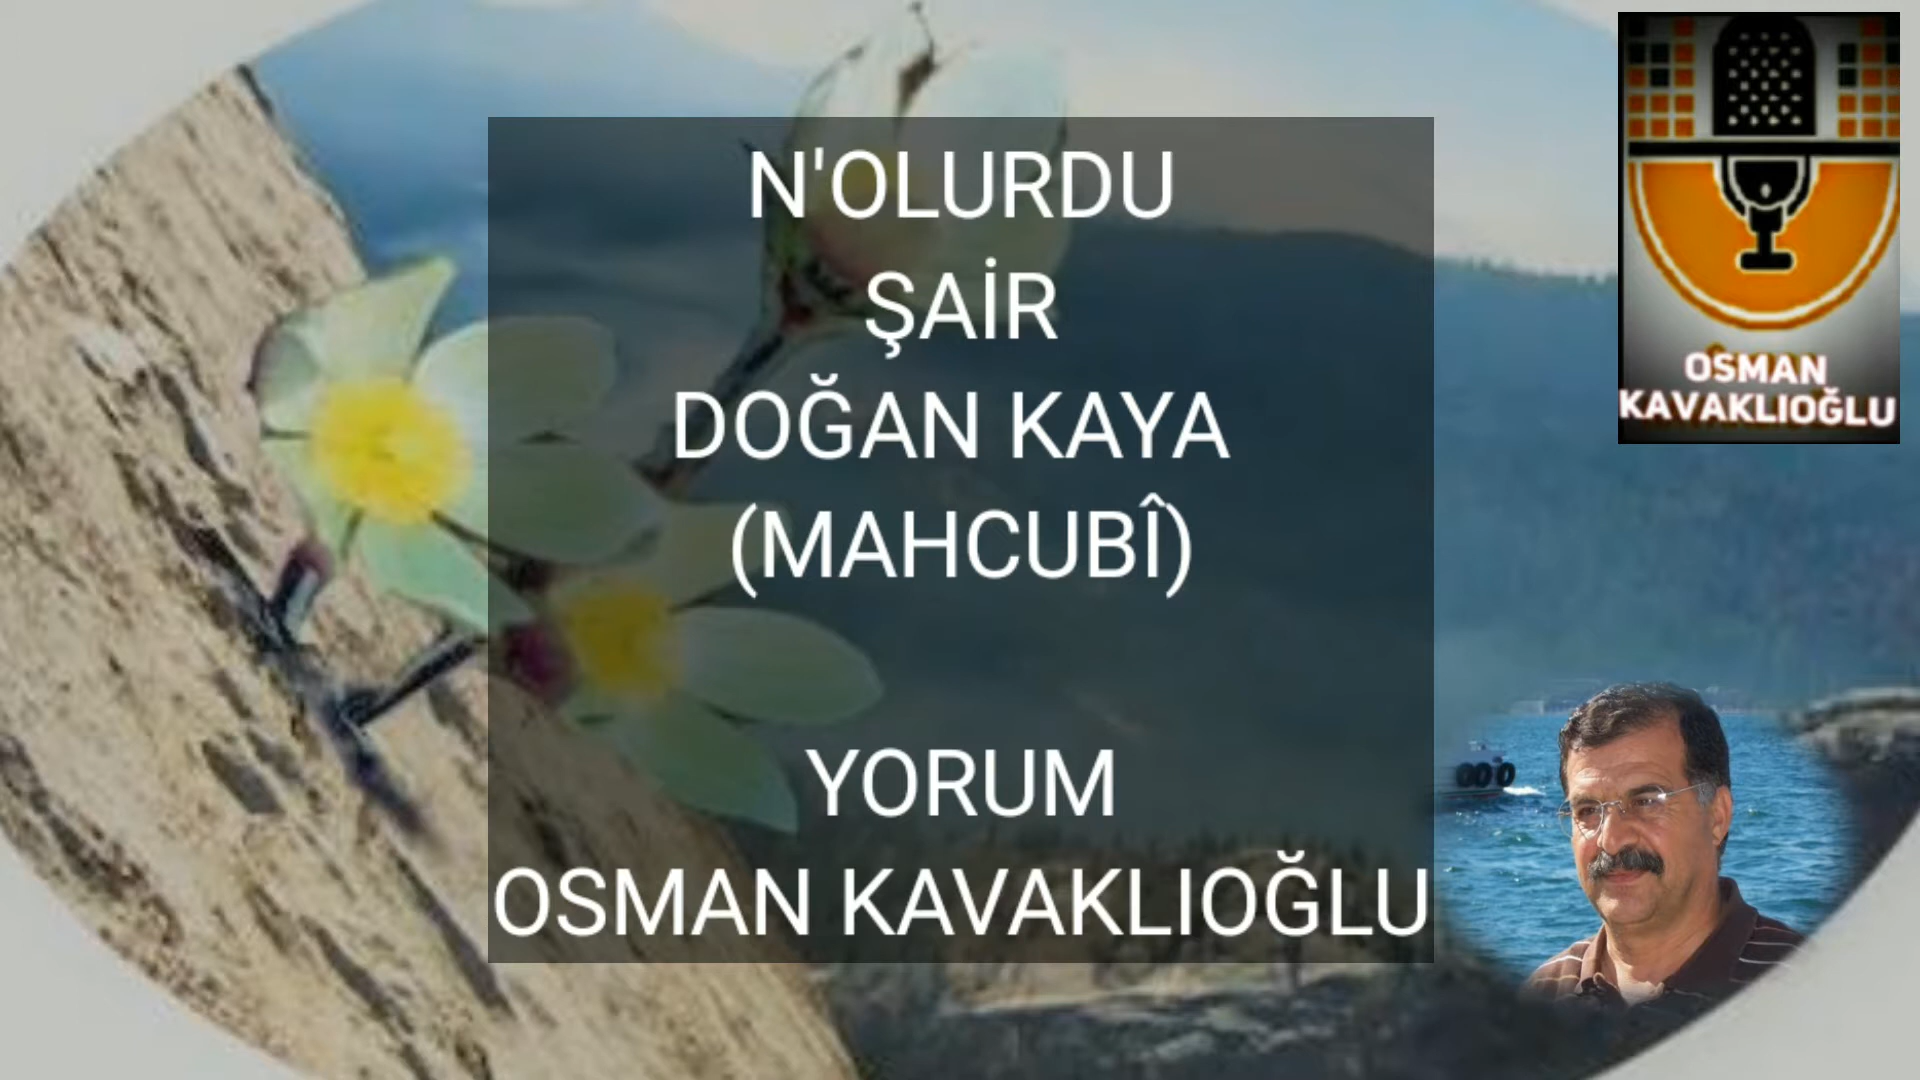 N'OLURDU
ŞAİR
DOĞAN KAYA
(MAHCUBÎ)
YORUM
OSMAN KAVAKLIOĞLU
OSMAN
KAVAKLIOĞLU